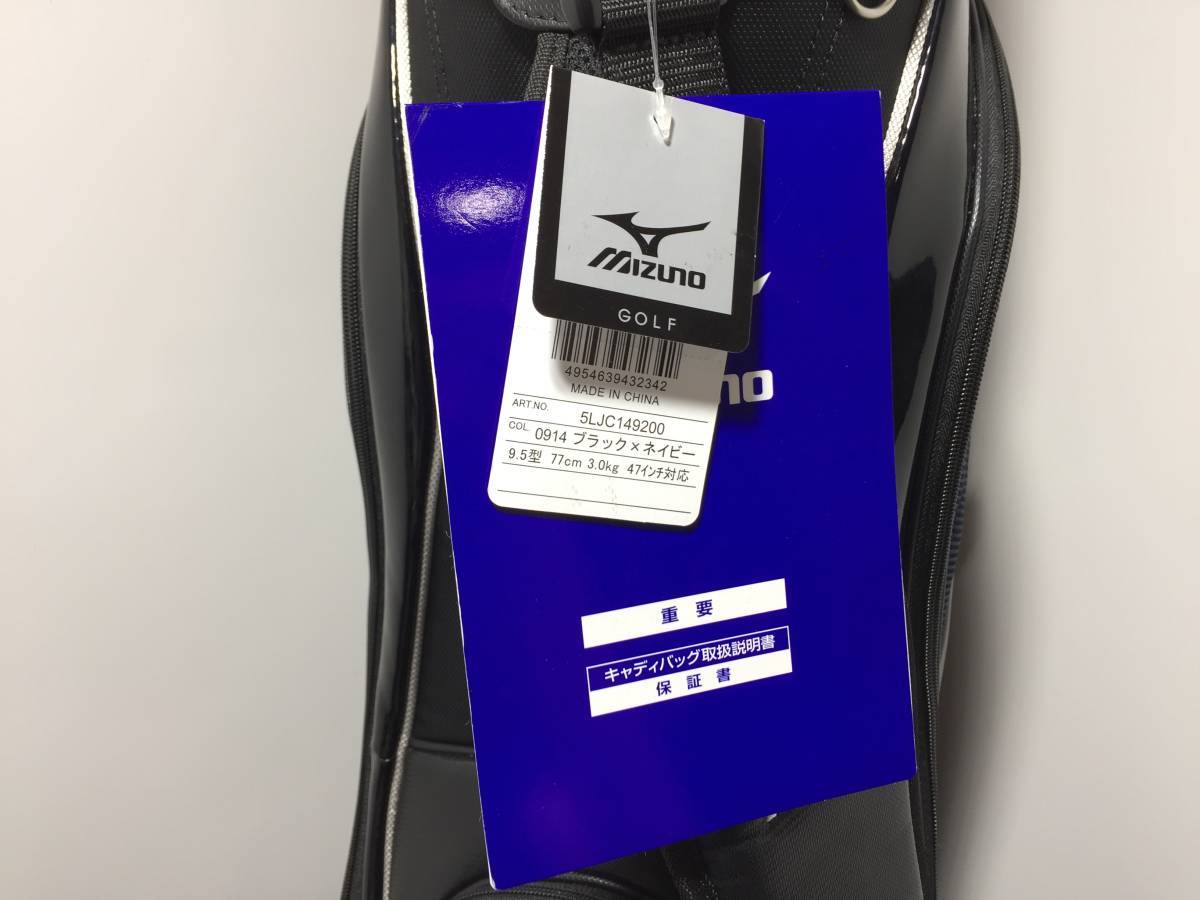 MIZUNO
GOLF
4954639432342
MADE IN CHINA
ART.NO. 5LJC149200
COL. 0914 ブラック×ネイビー
9.5型 77cm 3.0kg 47インチ対応
重要
キャディバッグ取扱説明書
保証書